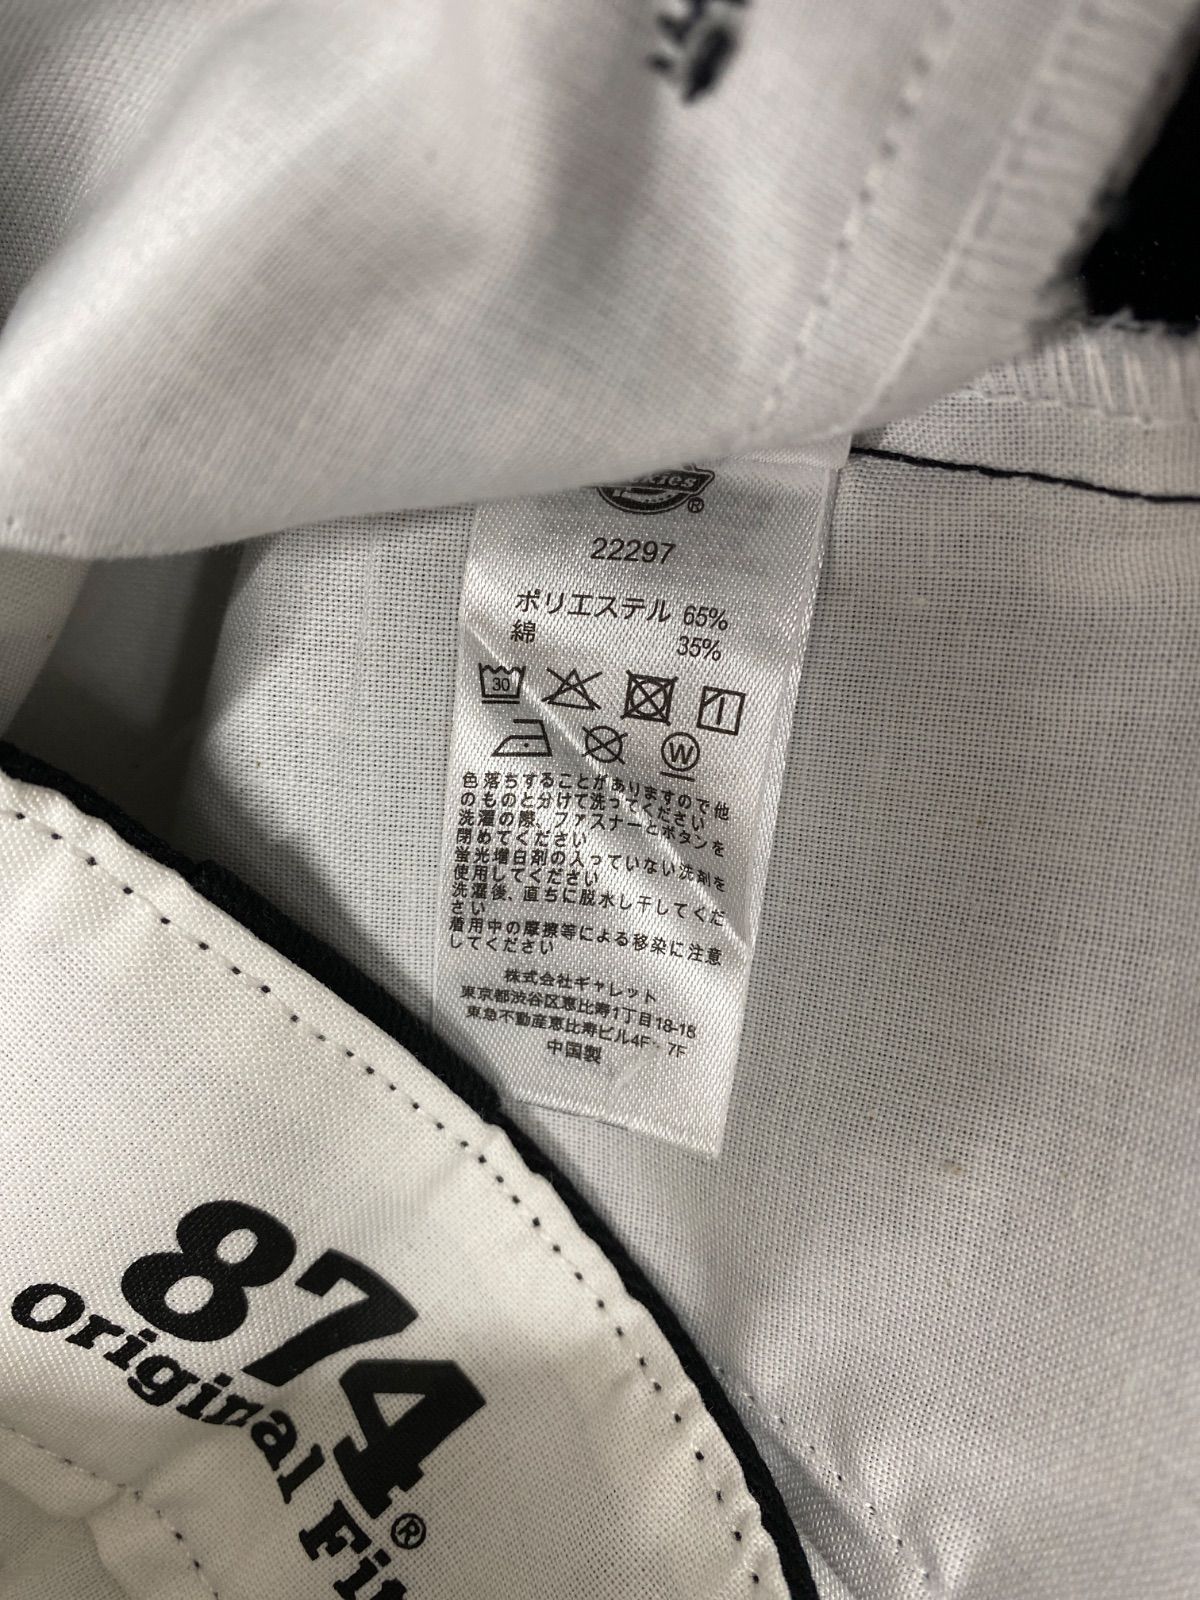 22297
ポリエステル 65%
綿 35%
30
W
色落ちすることがありますので他
のものと分けて洗ってください
洗濯の際、ファスナーとボタンを
閉めてください
蛍光増白剤の入っていない洗剤を
使用してください
洗濯後、直ちに脱水し干してくだ
さい
着用中の摩擦等による移染に注意
してください
株式会社ギャレット
東京都渋谷区恵比寿1丁目18-18
東急不動産恵比寿ビル4F・7F
中国製
874®
Original Fit